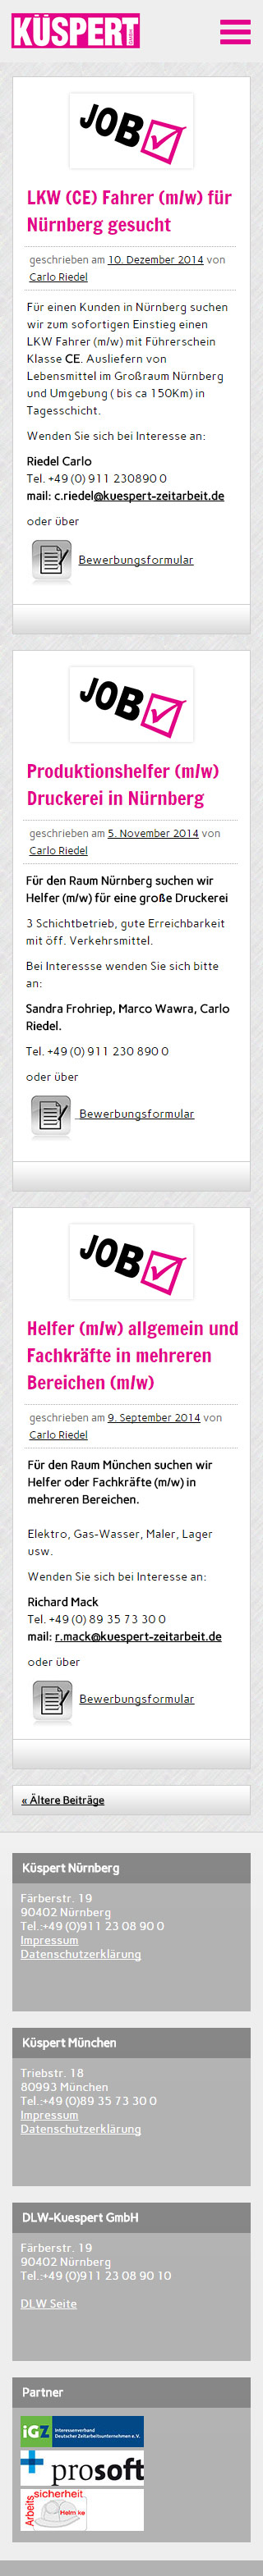 KÜSPERT GmbH
JOB
LKW (CE) Fahrer (m/w) für
Nürnberg gesucht
geschrieben am 10. Dezember 2014 von
Carlo Riedel
Für einen Kunden in Nürnberg suchen
wir zum sofortigen Einstieg einen
LKW Fahrer (m/w) mit Führerschein
Klasse CE. Ausliefern von
Lebensmittel im Großraum Nürnberg
und Umgebung ( bis ca 150Km) in
Tagesschicht.
Wenden Sie sich bei Interesse an:
Riedel Carlo
Tel. +49 (0) 911 230890 0
mail: c.riedel@kuespert-zeitarbeit.de
oder über
Bewerbungsformular
JOB
Produktionshelfer (m/w)
Druckerei in Nürnberg
geschrieben am 5. November 2014 von
Carlo Riedel
Für den Raum Nürnberg suchen wir
Helfer (m/w) für eine große Druckerei
3 Schichtbetrieb, gute Erreichbarkeit
mit öff. Verkehrsmittel.
Bei Interessse wenden Sie sich bitte
an:
Sandra Frohriep, Marco Wawra, Carlo
Riedel.
Tel. +49 (0) 911 230 890 0
oder über
Bewerbungsformular
JOB
Helfer (m/w) allgemein und
Fachkräfte in mehreren
Bereichen (m/w)
geschrieben am 9. September 2014 von
Carlo Riedel
Für den Raum München suchen wir
Helfer oder Fachkräfte (m/w) in
mehreren Bereichen.
Elektro, Gas-Wasser, Maler, Lager
usw.
Wenden Sie sich bei Interesse an:
Richard Mack
Tel. +49 (0) 89 35 73 30 0
mail: r.mack@kuespert-zeitarbeit.de
oder über
Bewerbungsformular
« Ältere Beiträge
Küspert Nürnberg
Färberstr. 19
90402 Nürnberg
Tel.:+49 (0)911 23 08 90 0
Impressum
Datenschutzerklärung
Küspert München
Triebstr. 18
80993 München
Tel.:+49 (0)89 35 73 30 0
Impressum
Datenschutzerklärung
DLW-Kuespert GmbH
Färberstr. 19
90402 Nürnberg
Tel.:+49 (0)911 23 08 90 10
DLW Seite
Partner
iGZ Interessenverband
Deutscher Zeitarbeitsunternehmen e.V.
prosoft
Arbeitssicherheit
Helmke